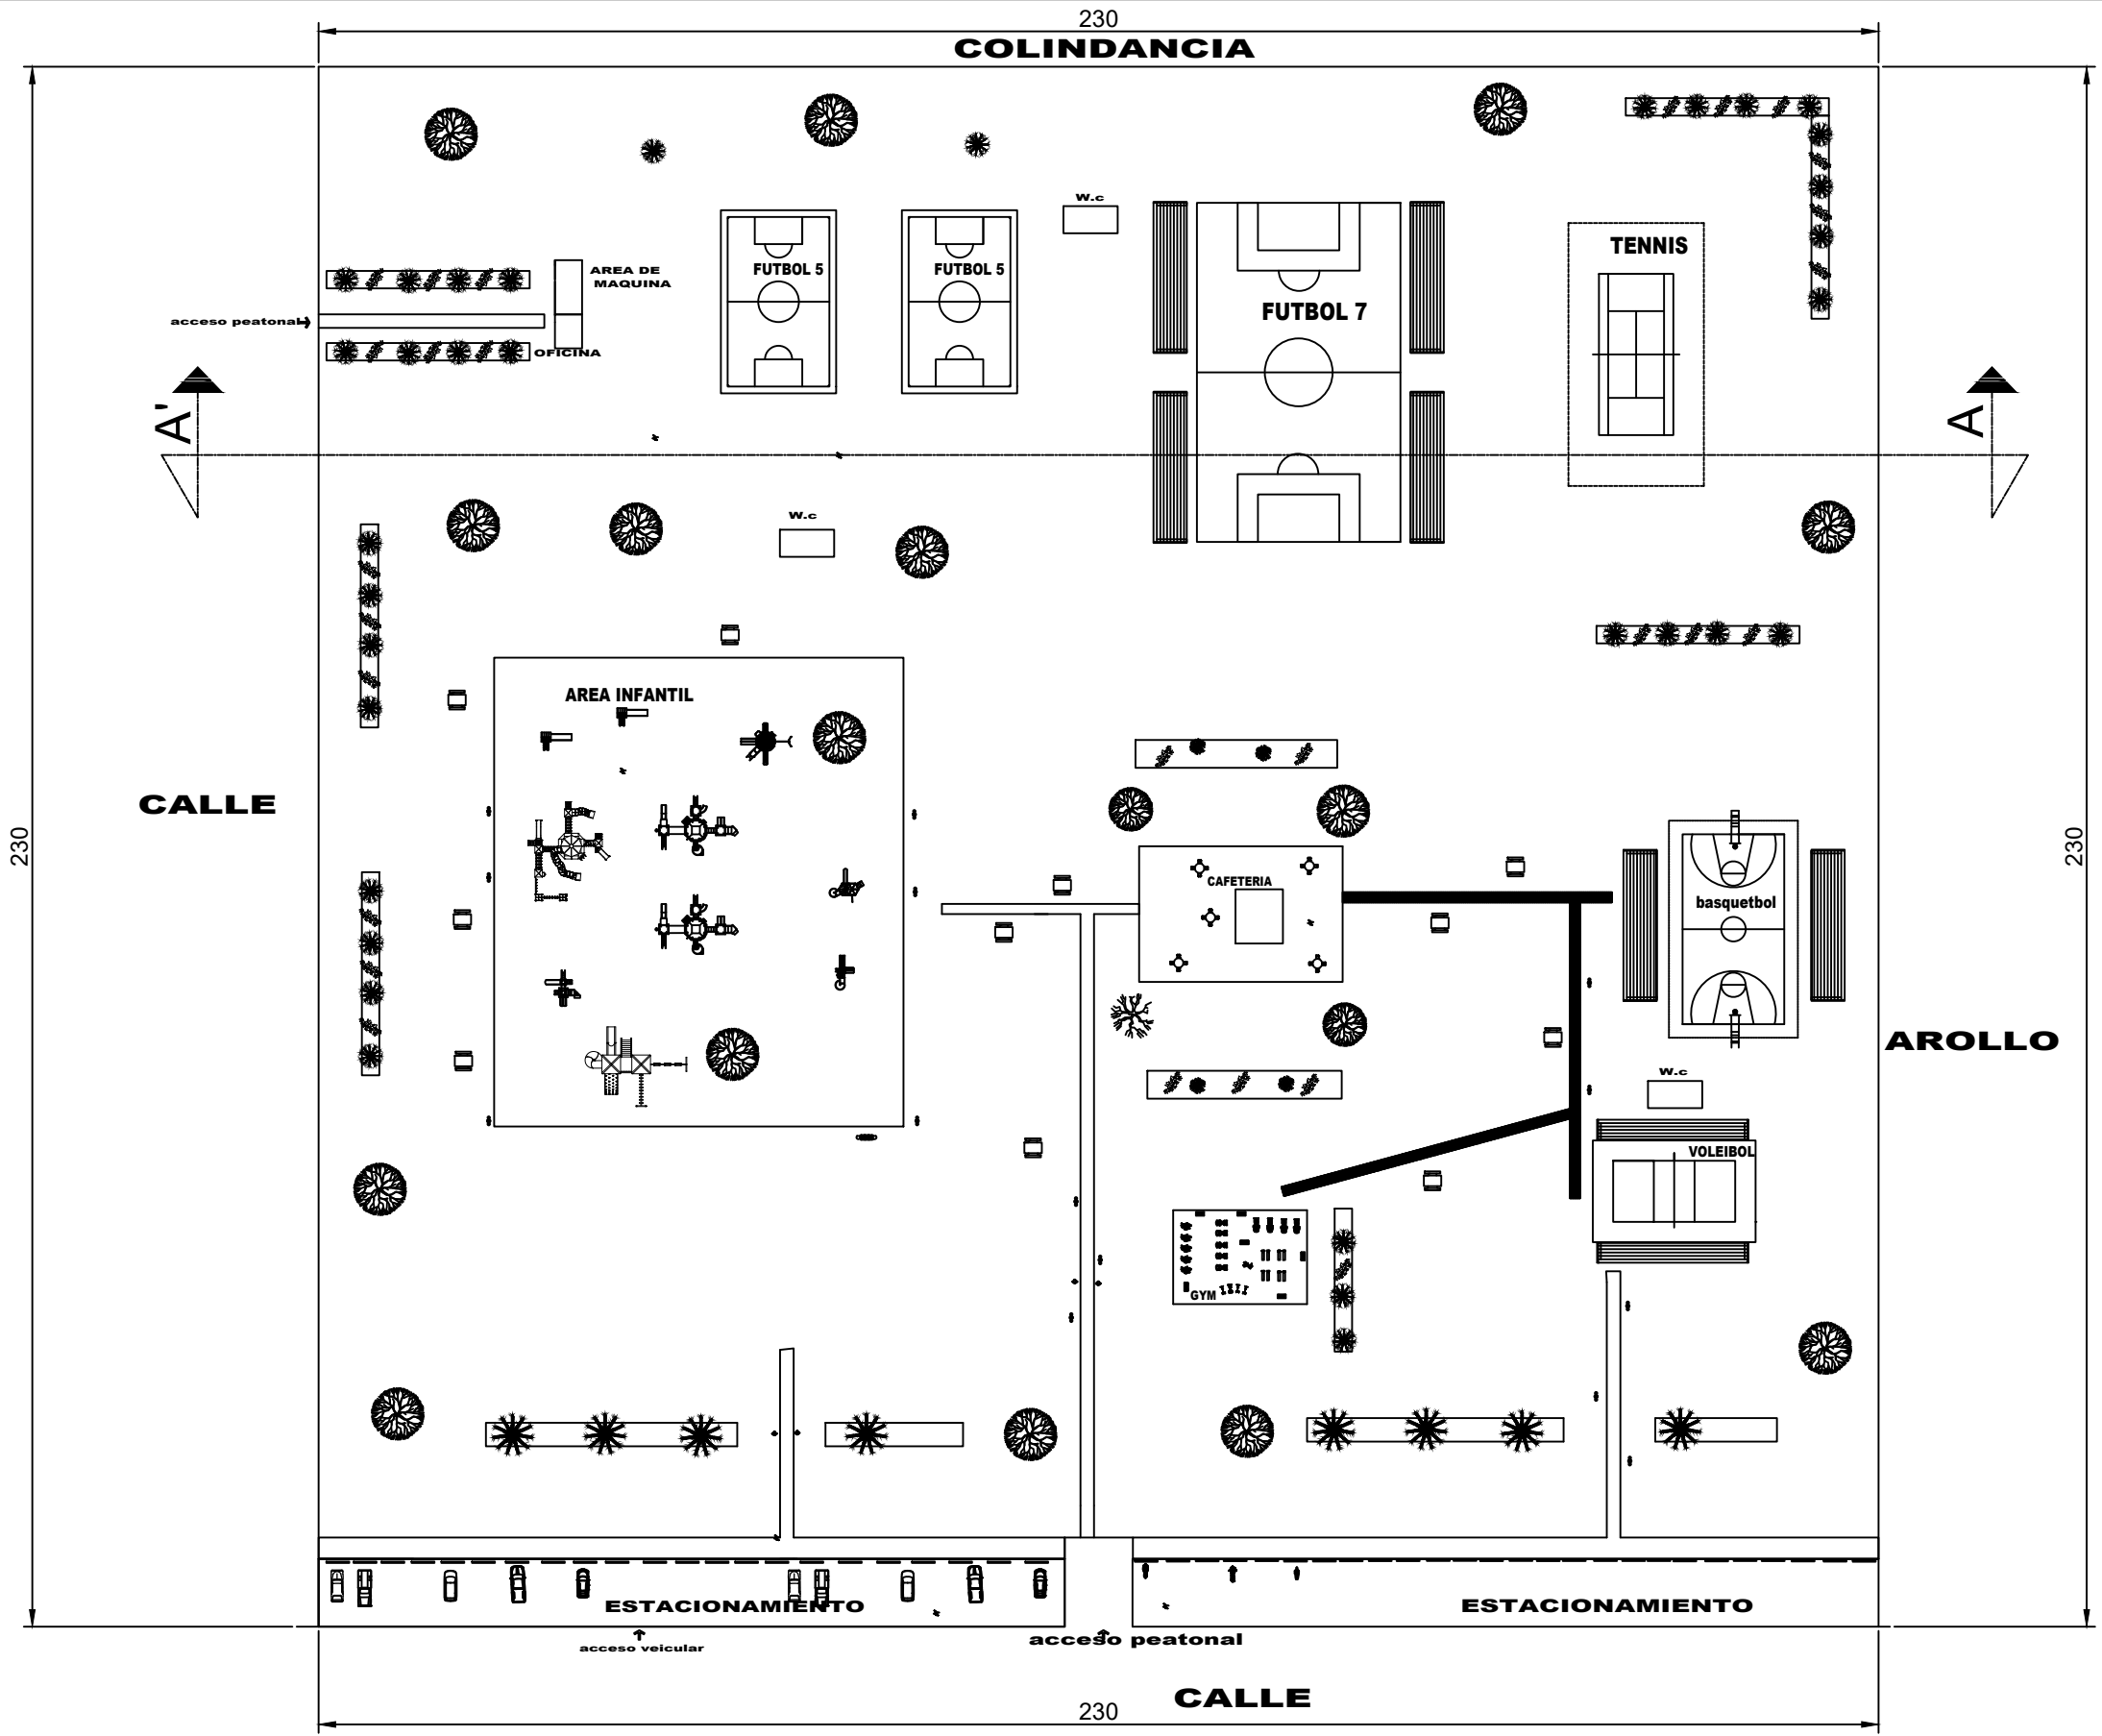 230
COLINDANCIA
W.c
TENNIS
AREA DE
MAQUINA
FUTBOL 5
FUTBOL 5
FUTBOL 7
acceso peatonal
OFICINA
A'
A
W.c
AREA INFANTIL
CALLE
230
230
CAFETERIA
basquetbol
AROLLO
W.c
VOLEIBOL
GYM
ESTACIONAMIENTO
ESTACIONAMIENTO
acceso veicular
acceso peatonal
CALLE
230